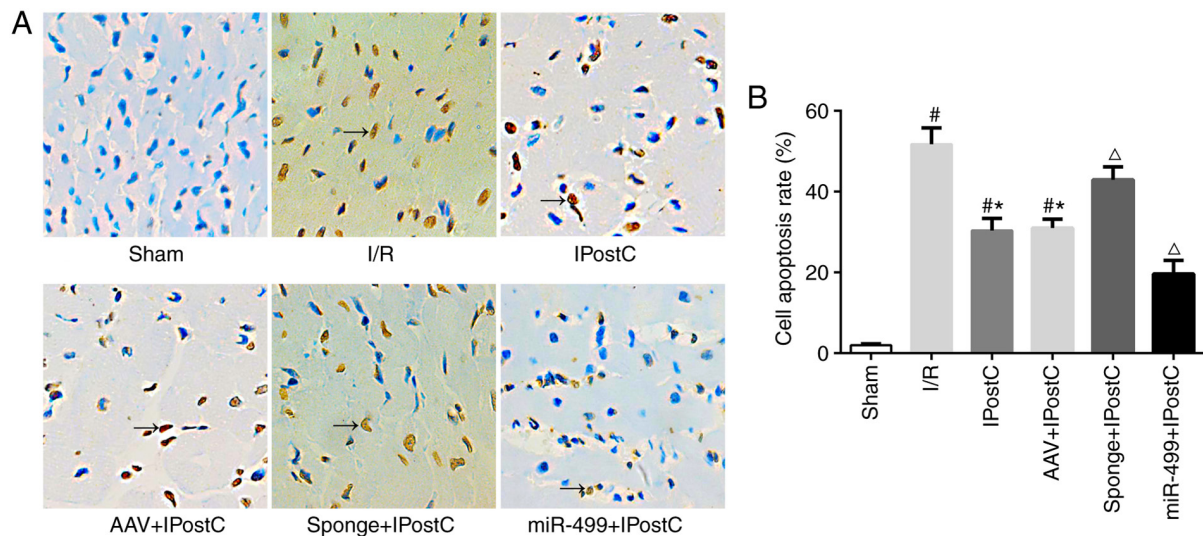 A
Sham
I/R
IPostC
AAV+IPostC
Sponge+IPostC
miR-499+IPostC
B
Cell apoptosis rate (%)
60
40
20
0
#
#*
#*
△
△
Sham
I/R
IPostC
AAV+IPostC
Sponge+IPostC
miR-499+IPostC